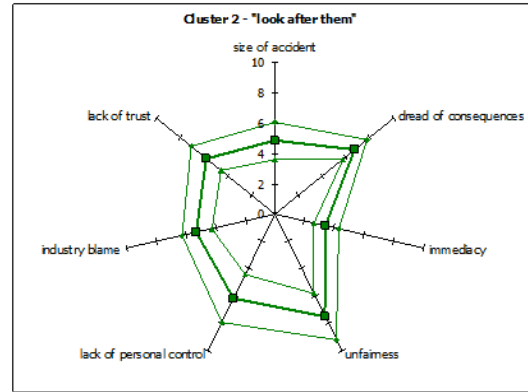 Cluster 2 - "look after them"
size of accident
10
8
6
4
2
0
lack of trust
dread of consequences
industry blame
immediacy
lack of personal control
unfairness